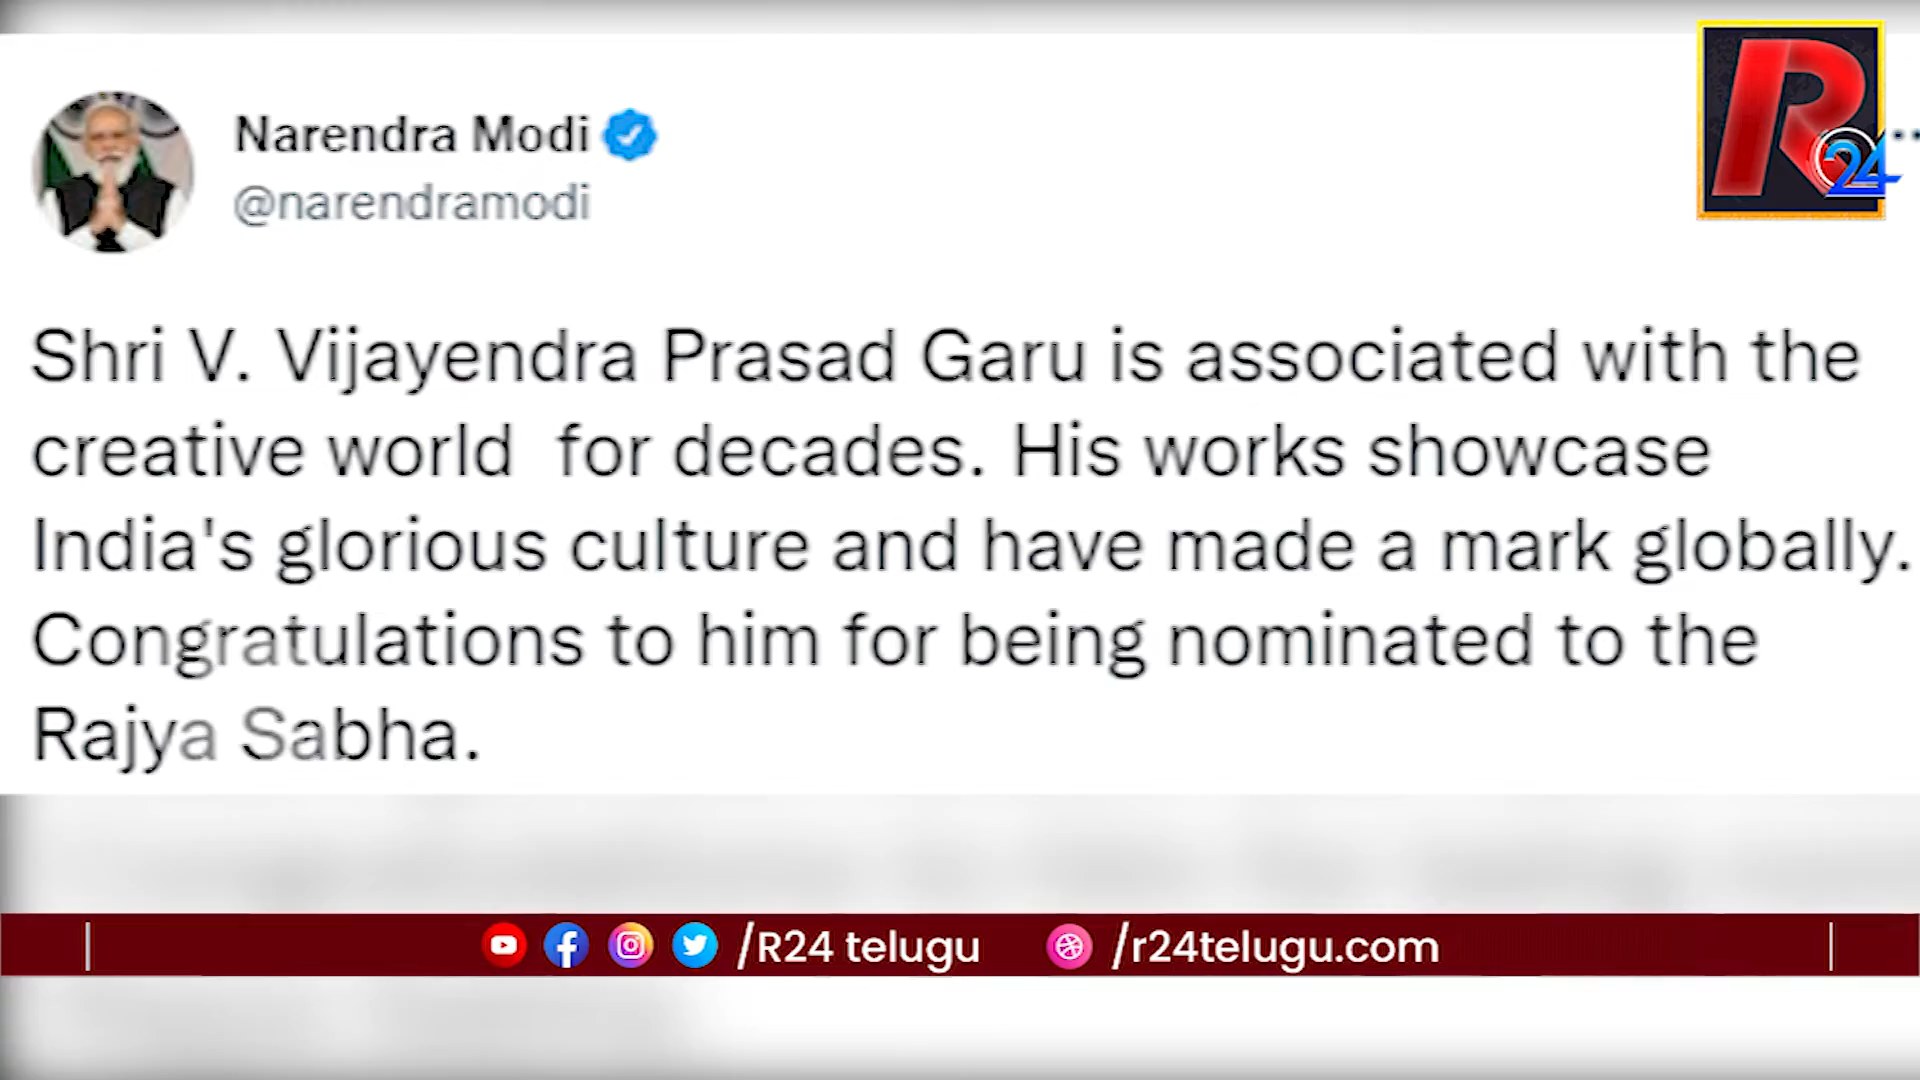 Narendra Modi
@narendramodi
R24
Shri V. Vijayendra Prasad Garu is associated with the
creative world for decades. His works showcase
India's glorious culture and have made a mark globally.
Congratulations to him for being nominated to the
Rajya Sabha.
/R24 telugu /r24telugu.com